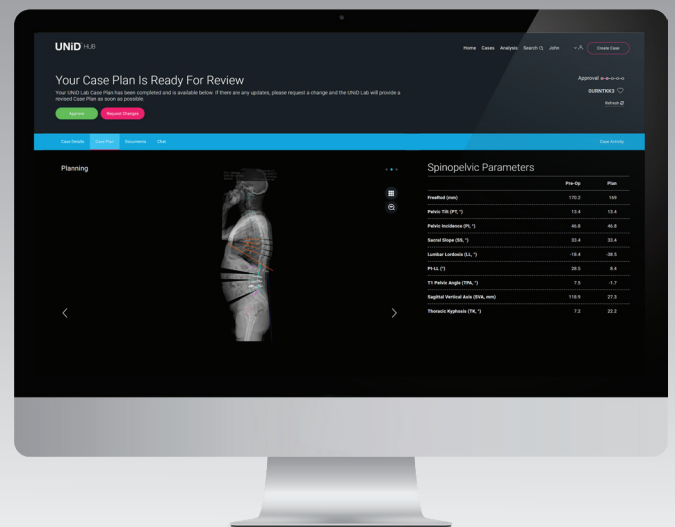 UNiD HUB
Home Cases Analysis Search John Create Case
Your Case Plan Is Ready For Review
Your UNiD Lab Case Plan has been completed and is available below. If there are any updates, please request a change and the UNiD Lab will provide a
revised Case Plan as soon as possible.
Approval
DURNTKK3
Refresh
Approve Request Changes
Case Details Case Plan Documents Chat Case Activity
Planning
Spinopelvic Parameters
Pre-Op Plan
FreeRod (mm) 170.2 169
Pelvic Tilt (PT, °) 13.4 13.4
Pelvic Incidence (PI, °) 46.8 46.8
Sacral Slope (SS, °) 33.4 33.4
Lumbar Lordosis (LL, °) -18.4 -38.5
PI-LL (°) 28.5 8.4
T1 Pelvic Angle (TPA, °) 7.5 -1.7
Sagittal Vertical Axis (SVA, mm) 118.9 27.3
Thoracic Kyphosis (TK, °) 7.2 22.2